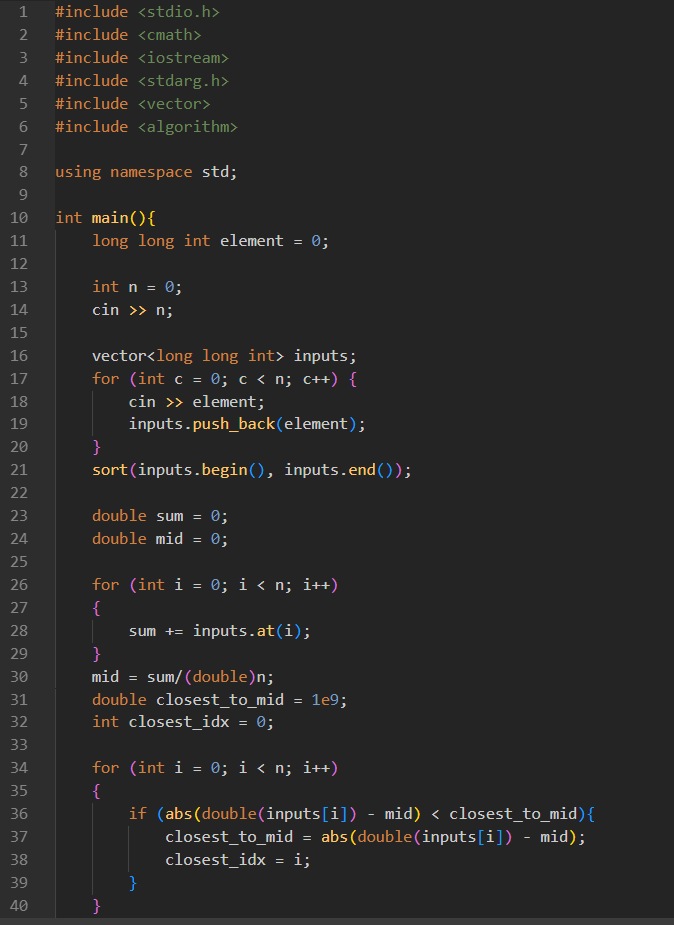 1 #include <stdio.h>
2 #include <cmath>
3 #include <iostream>
4 #include <stdarg.h>
5 #include <vector>
6 #include <algorithm>
7
8 using namespace std;
9
10 int main(){
11     long long int element = 0;
12
13     int n = 0;
14     cin >> n;
15
16     vector<long long int> inputs;
17     for (int c = 0; c < n; c++) {
18         cin >> element;
19         inputs.push_back(element);
20     }
21     sort(inputs.begin(), inputs.end());
22
23     double sum = 0;
24     double mid = 0;
25
26     for (int i = 0; i < n; i++)
27     {
28         sum += inputs.at(i);
29     }
30     mid = sum/(double)n;
31     double closest_to_mid = 1e9;
32     int closest_idx = 0;
33
34     for (int i = 0; i < n; i++)
35     {
36         if (abs(double(inputs[i]) - mid) < closest_to_mid){
37             closest_to_mid = abs(double(inputs[i]) - mid);
38             closest_idx = i;
39         }
40     }